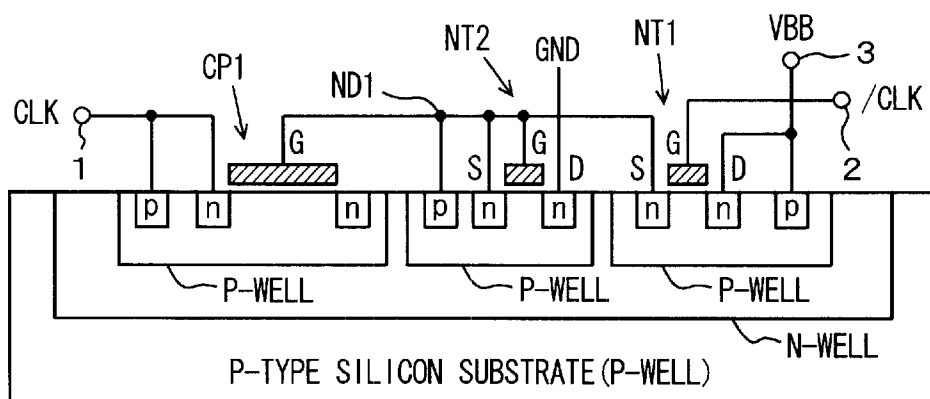 VBB
NT2 GND NT1 3
CP1
ND1
CLK /CLK
1 G S G D S G D 2
p n n p n n n n p
P-WELL P-WELL P-WELL
N-WELL
P-TYPE SILICON SUBSTRATE(P-WELL)